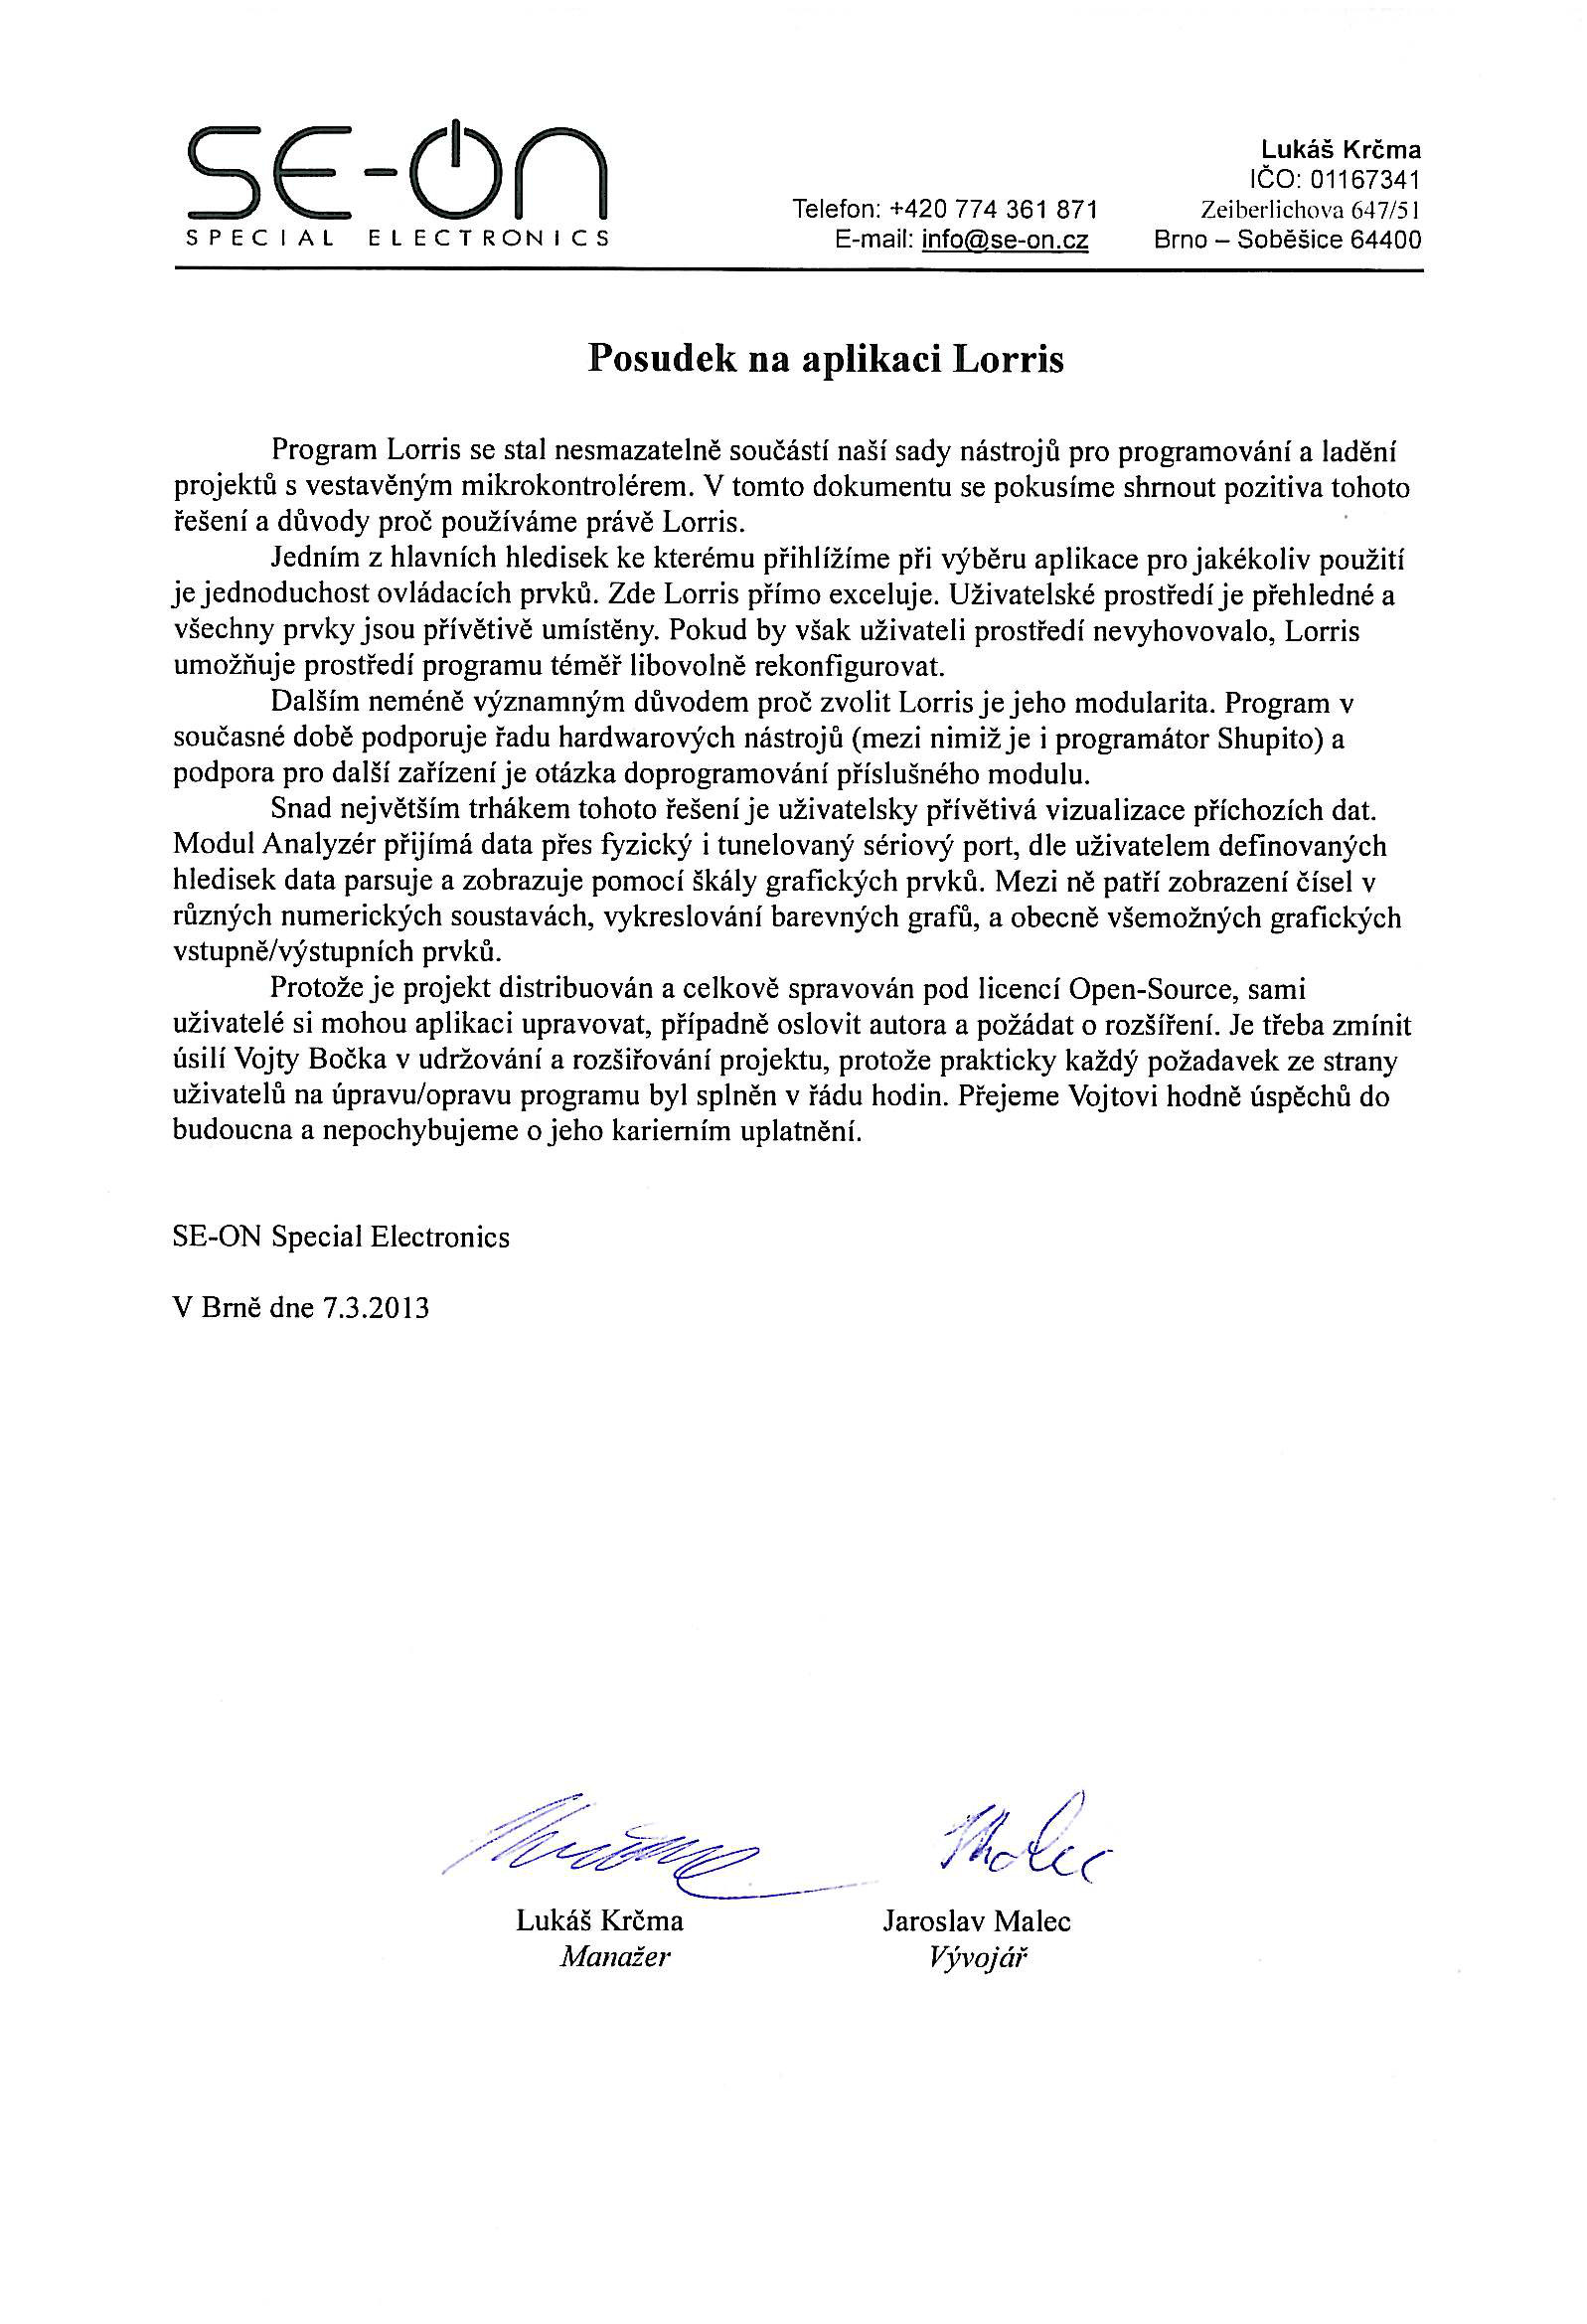 SE-ON
SPECIAL ELECTRONICS
Lukáš Krčma
IČO: 01167341
Telefon: +420 774 361 871 Zeiberlichova 647/51
E-mail: info@se-on.cz Brno – Soběšice 64400
Posudek na aplikaci Lorris
Program Lorris se stal nesmazatelně součástí naší sady nástrojů pro programování a ladění
projektů s vestavěným mikrokontrolérem. V tomto dokumentu se pokusíme shrnout pozitiva tohoto
řešení a důvody proč používáme právě Lorris.
Jedním z hlavních hledisek ke kterému přihlížíme při výběru aplikace pro jakékoliv použití
je jednoduchost ovládacích prvků. Zde Lorris přímo exceluje. Uživatelské prostředí je přehledné a
všechny prvky jsou přívětivě umístěny. Pokud by však uživateli prostředí nevyhovovalo, Lorris
umožňuje prostředí programu téměř libovolně rekonfigurovat.
Dalším neméně významným důvodem proč zvolit Lorris je jeho modularita. Program v
současné době podporuje řadu hardwarových nástrojů (mezi nimiž je i programátor Shupito) a
podpora pro další zařízení je otázka doprogramování příslušného modulu.
Snad největším trhákem tohoto řešení je uživatelsky přívětivá vizualizace příchozích dat.
Modul Analyzér přijímá data přes fyzický i tunelovaný sériový port, dle uživatelem definovaných
hledisek data parsuje a zobrazuje pomocí škály grafických prvků. Mezi ně patří zobrazení čísel v
různých numerických soustavách, vykreslování barevných grafů, a obecně všemožných grafických
vstupně/výstupních prvků.
Protože je projekt distribuován a celkově spravován pod licencí Open-Source, sami
uživatelé si mohou aplikaci upravovat, případně oslovit autora a požádat o rozšíření. Je třeba zmínit
úsilí Vojty Bočka v udržování a rozšiřování projektu, protože prakticky každý požadavek ze strany
uživatelů na úpravu/opravu programu byl splněn v řádu hodin. Přejeme Vojtovi hodně úspěchů do
budoucna a nepochybujeme o jeho kariemím uplatnění.
SE-ON Special Electronics
V Brně dne 7.3.2013
Malec
Lukáš Krčma Jaroslav Malec
Manažer Vývojář